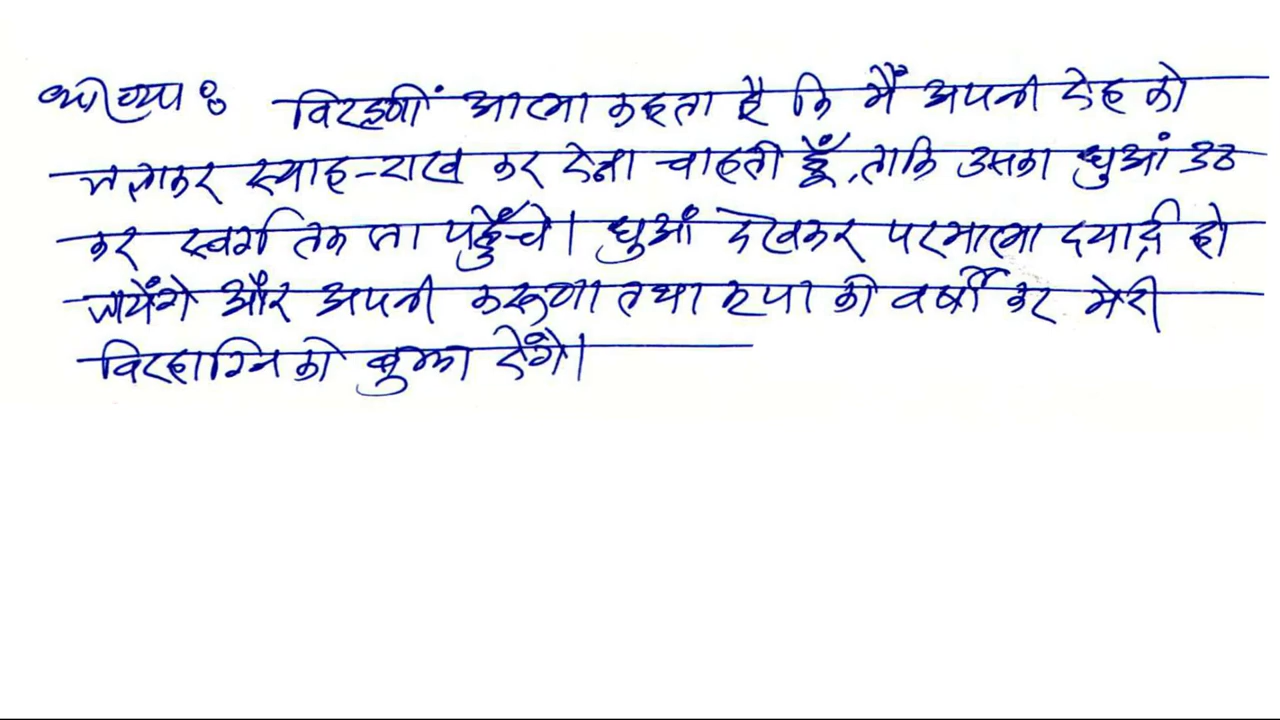 व्याख्या : विरहणीं आत्मा कहता है कि मैं अपनी देह को
जलाकर स्याह-राख कर देना चाहती हूँ, ताकि उसका धुआं उठ
कर स्वर्ग तक जा पहुँचे। धुआं देखकर परमात्मा दयार्द्र हो
जायेंगे और अपनी करूणा तथा कृपा की वर्षा कर मेरी
विरहाग्नि को बुझा देंगे।